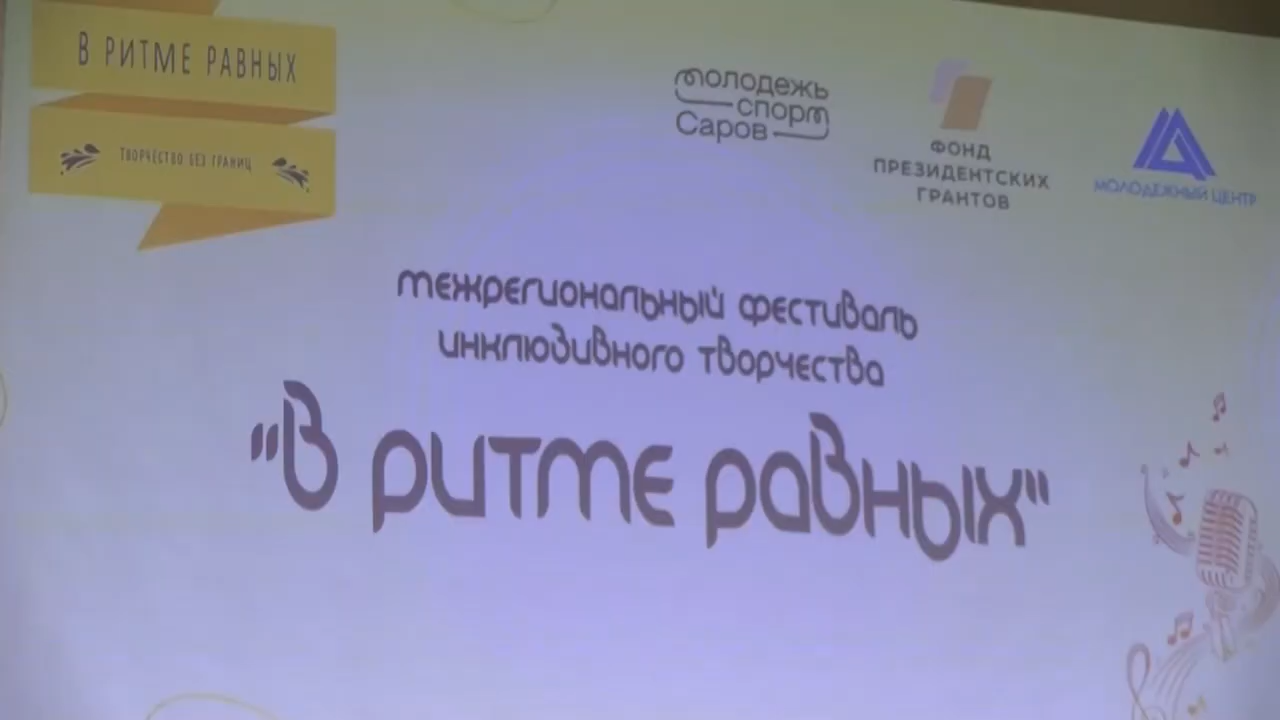 В РИТМЕ РАВНЫХ
ТВОРЧЕСТВО БЕЗ ГРАНИЦ
молодежь
спорт
Саров
ФОНД
ПРЕЗИДЕНТСКИХ
ГРАНТОВ
МОЛОДЕЖНЫЙ ЦЕНТР
межрегиональный фестиваль
инклюзивного творчества
"В ритме равных"